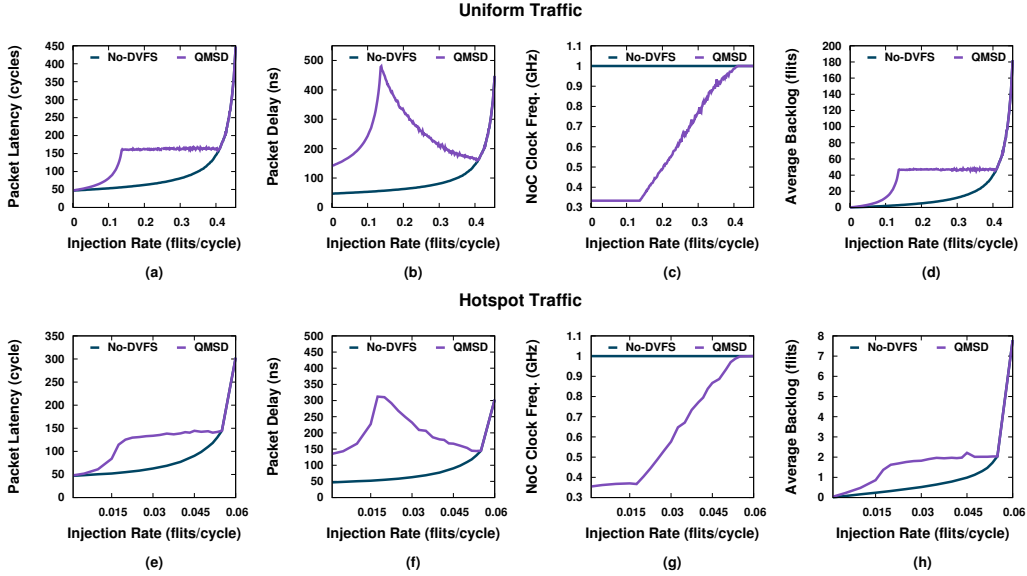 Uniform Traffic
Packet Latency (cycles)
450
400
350
300
250
200
150
100
50
0
No-DVFS QMSD
0 0.1 0.2 0.3 0.4
Injection Rate (flits/cycle)
(a)
Packet Delay (ns)
500
400
300
200
100
0
No-DVFS QMSD
0 0.1 0.2 0.3 0.4
Injection Rate (flits/cycle)
(b)
NoC Clock Freq. (GHz)
1.1
1
0.9
0.8
0.7
0.6
0.5
0.4
0.3
No-DVFS QMSD
0 0.1 0.2 0.3 0.4
Injection Rate (flits/cycle)
(c)
Average Backlog (flits)
200
180
160
140
120
100
80
60
40
20
0
No-DVFS QMSD
0 0.1 0.2 0.3 0.4
Injection Rate (flits/cycle)
(d)
Hotspot Traffic
Packet Latency (cycle)
350
300
250
200
150
100
50
0
No-DVFS QMSD
0.015 0.03 0.045 0.06
Injection Rate (flits/cycle)
(e)
Packet Delay (ns)
500
450
400
350
300
250
200
150
100
50
0
No-DVFS QMSD
0.015 0.03 0.045 0.06
Injection Rate (flits/cycle)
(f)
NoC Clock Freq. (GHz)
1.1
1
0.9
0.8
0.7
0.6
0.5
0.4
0.3
No-DVFS QMSD
0.015 0.03 0.045 0.06
Injection Rate (flits/cycle)
(g)
Average Backlog (flits)
8
7
6
5
4
3
2
1
0
No-DVFS QMSD
0.015 0.03 0.045 0.06
Injection Rate (flits/cycle)
(h)